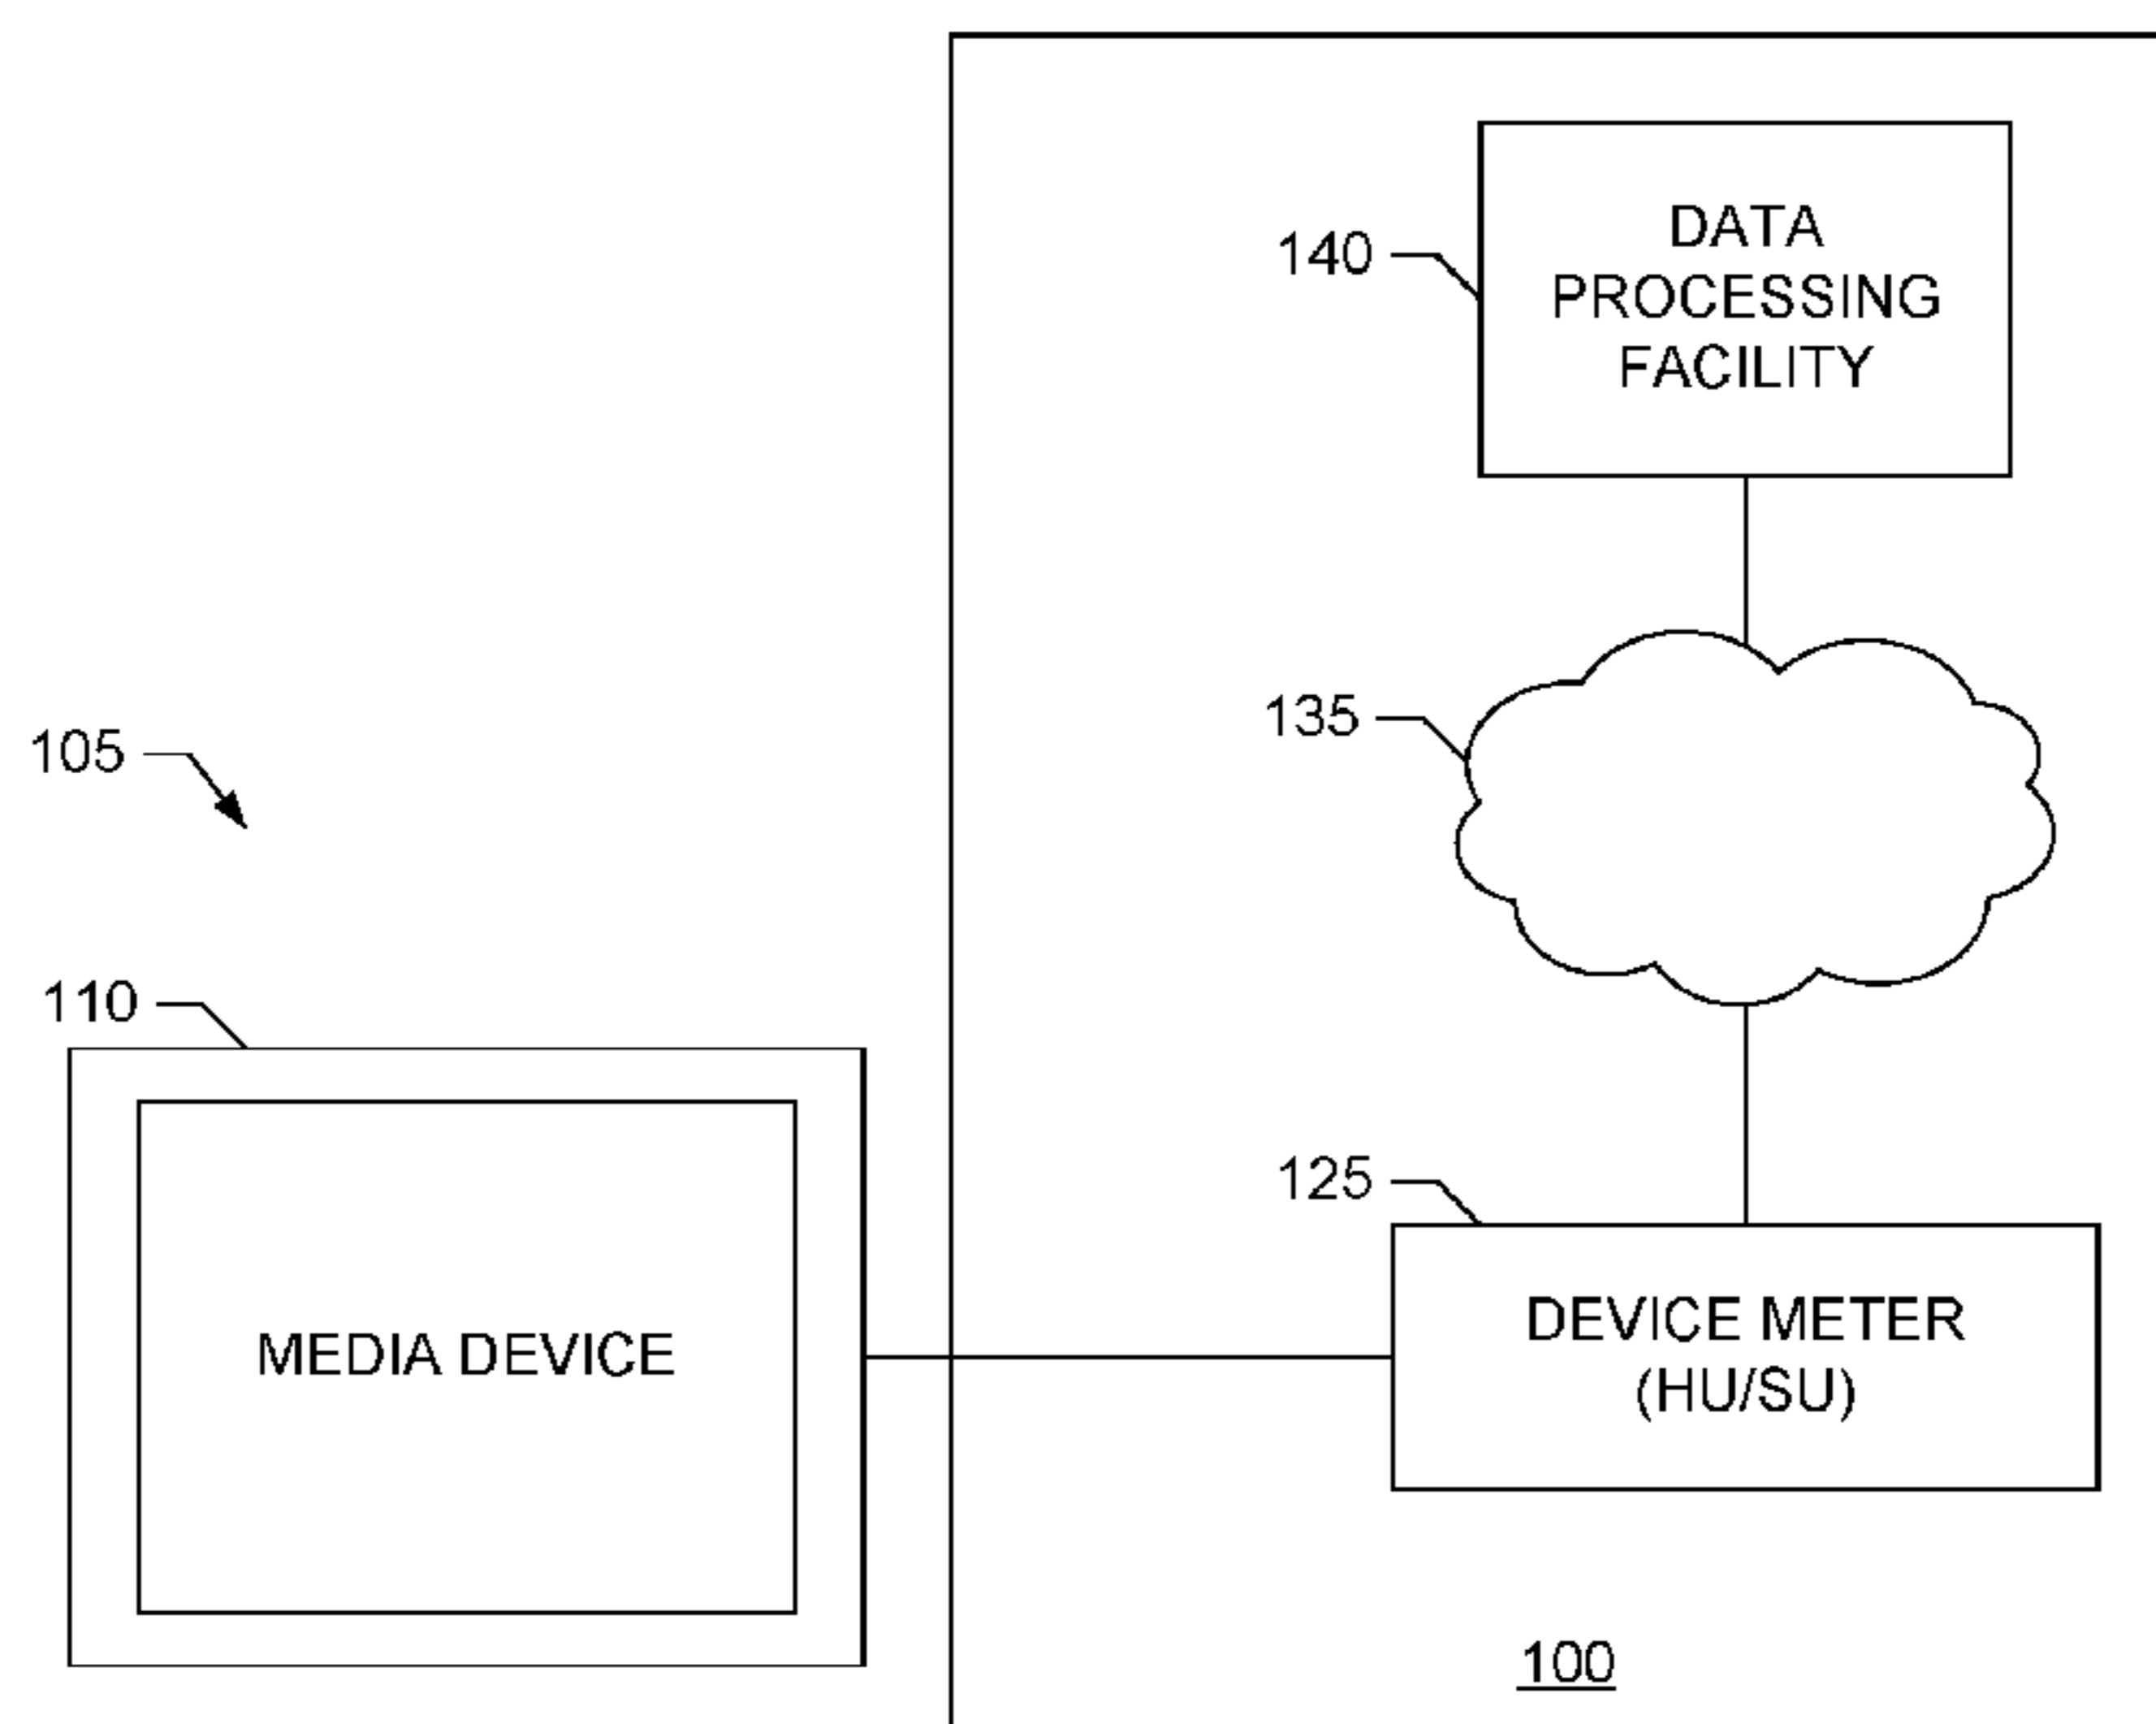 140
DATA
PROCESSING
FACILITY
135
105
110
MEDIA DEVICE
125
DEVICE METER
(HU/SU)
100